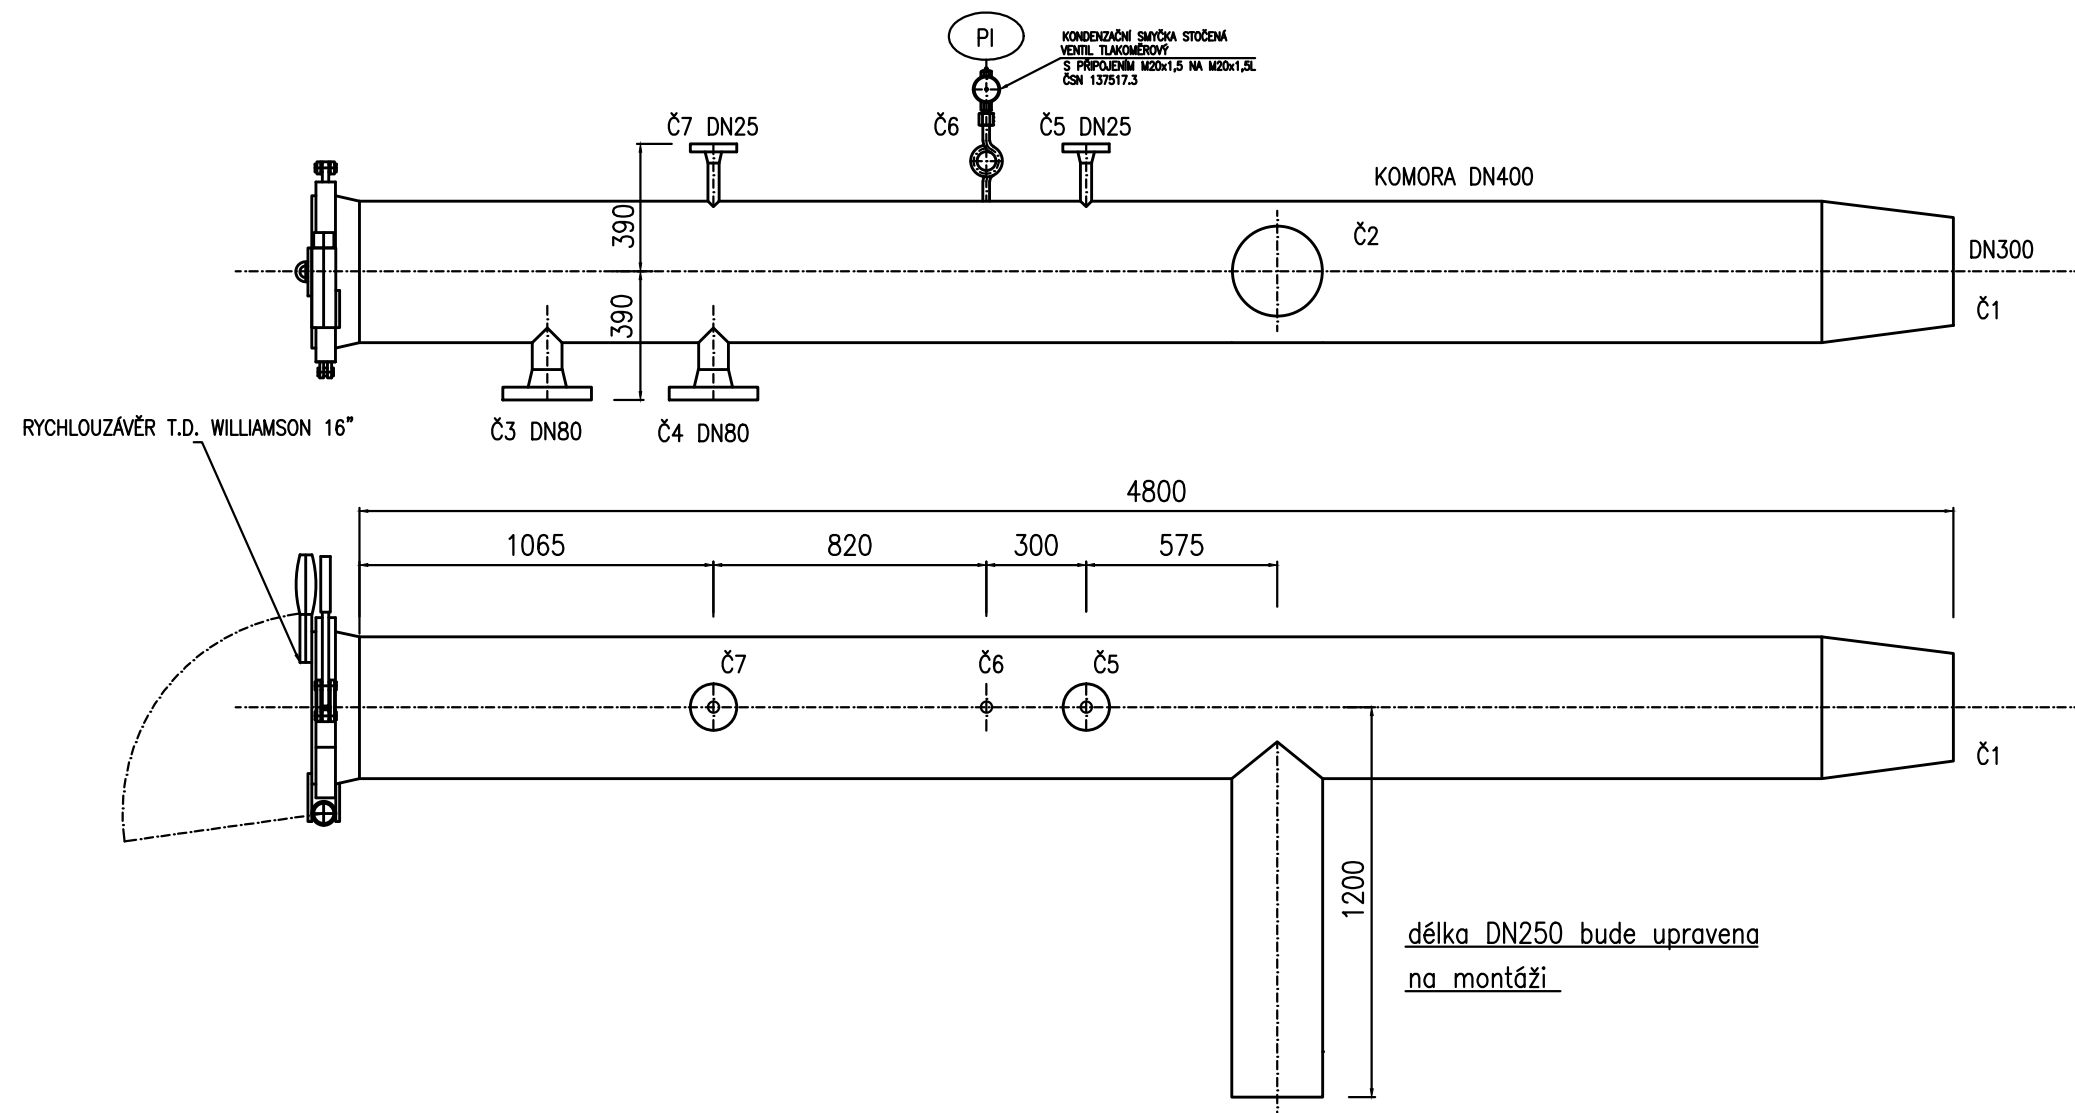 PI
KONDENZAČNÍ SMYČKA STOČENÁ
VENTIL TLAKOMĚROVÝ
S PŘIPOJENÍM M20x1,5 NA M20x1,5L
ČSN 137517.3
Č7 DN25
Č6
Č5 DN25
KOMORA DN400
390
Č2
DN300
390
Č1
RYCHLOUZÁVĚR T.D. WILLIAMSON 16”
Č3 DN80
Č4 DN80
4800
1065
820
300
575
Č7
Č6
Č5
Č1
1200
délka DN250 bude upravena
na montáži